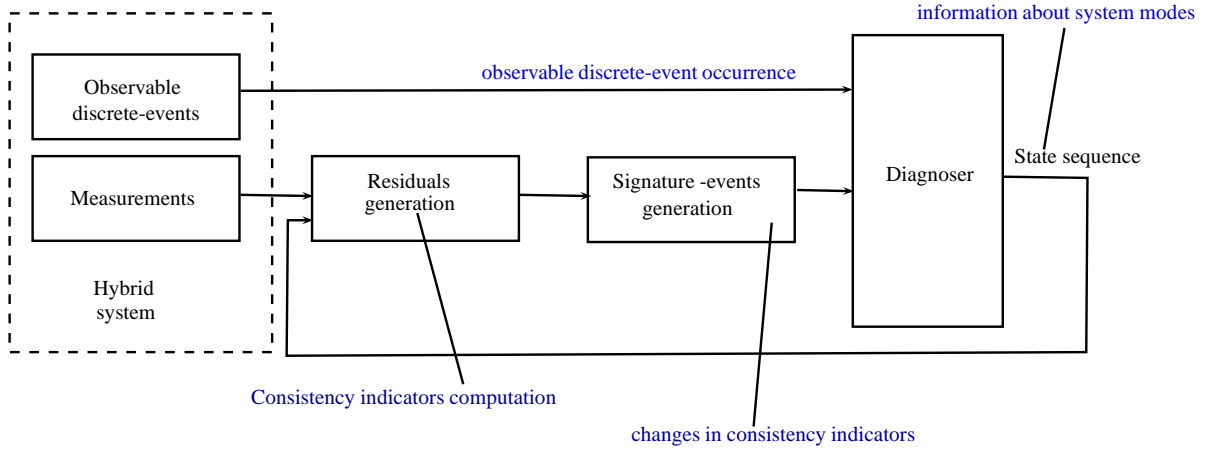 information about system modes
observable discrete-event occurrence
Observable
discrete-events
State sequence
Measurements
Residuals
generation
Signature -events
generation
Diagnoser
Hybrid
system
Consistency indicators computation
changes in consistency indicators